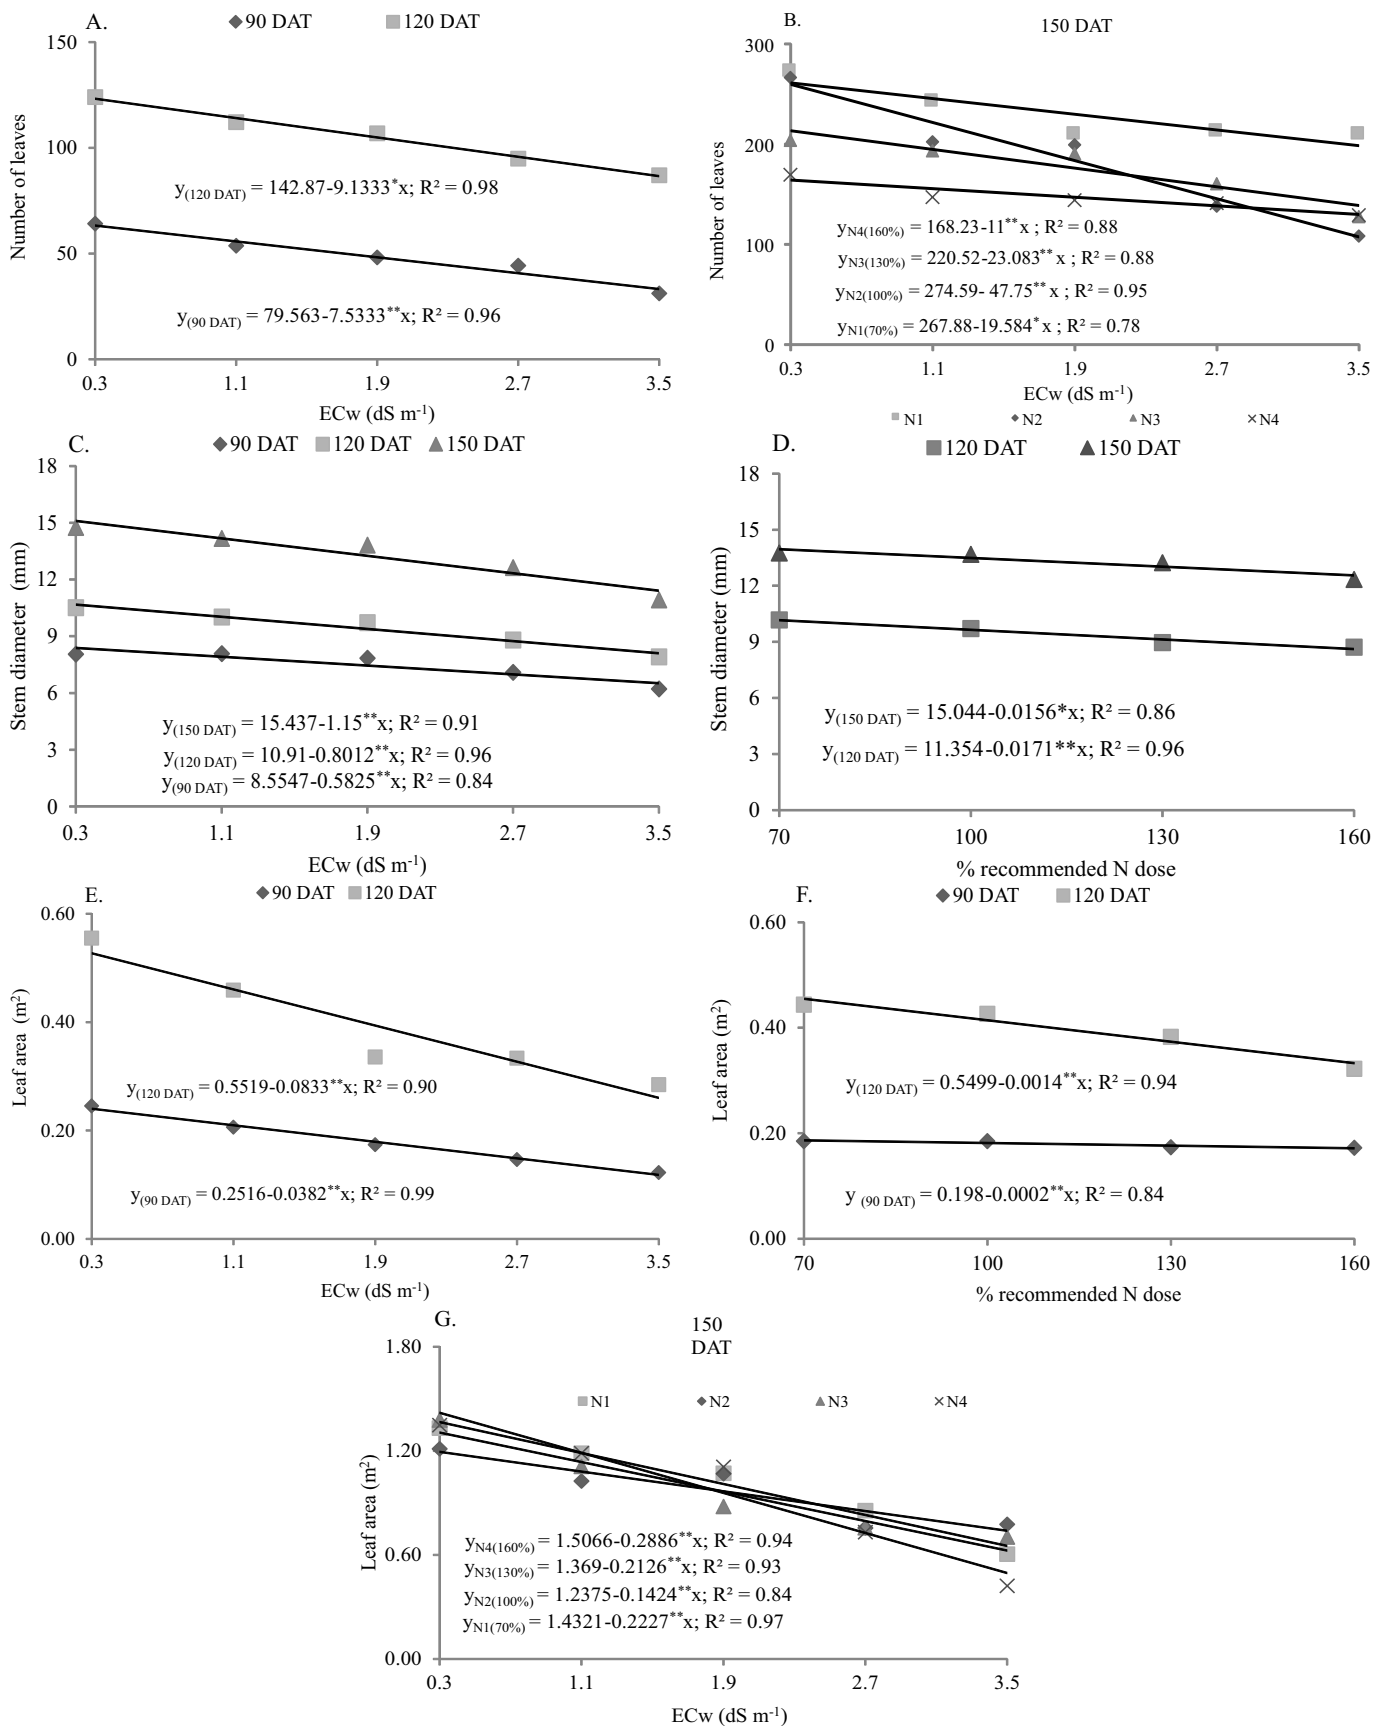 A.
90 DAT 120 DAT
150
100
50
0
Number of leaves
y(120 DAT) = 142.87-9.1333*x; R² = 0.98
y(90 DAT) = 79.563-7.5333**x; R² = 0.96
0.3 1.1 1.9 2.7 3.5
ECw (dS m-1)
B.
150 DAT
300
200
100
0
Number of leaves
yN4(160%) = 168.23-11**x ; R² = 0.88
yN3(130%) = 220.52-23.083** x ; R² = 0.88
yN2(100%) = 274.59- 47.75** x ; R² = 0.95
yN1(70%) = 267.88-19.584* x ; R² = 0.78
0.3 1.1 1.9 2.7 3.5
ECw (dS m-1)
N1 N2 N3 N4
C.
90 DAT 120 DAT 150 DAT
18
15
12
9
6
3
0
Stem diameter (mm)
y(150 DAT) = 15.437-1.15**x; R² = 0.91
y(120 DAT) = 10.91-0.8012**x; R² = 0.96
y(90 DAT) = 8.5547-0.5825**x; R² = 0.84
0.3 1.1 1.9 2.7 3.5
ECw (dS m-1)
D.
120 DAT 150 DAT
18
15
12
9
6
3
0
Stem diameter (mm)
y(150 DAT) = 15.044-0.0156*x; R² = 0.86
y(120 DAT) = 11.354-0.0171**x; R² = 0.96
70 100 130 160
% recommended N dose
E.
90 DAT 120 DAT
0.60
0.40
0.20
0.00
Leaf area (m²)
y(120 DAT) = 0.5519-0.0833**x; R² = 0.90
y(90 DAT) = 0.2516-0.0382**x; R² = 0.99
0.3 1.1 1.9 2.7 3.5
ECw (dS m-1)
F.
90 DAT 120 DAT
0.60
0.40
0.20
0.00
Leaf area (m²)
y(120 DAT) = 0.5499-0.0014**x; R² = 0.94
y (90 DAT) = 0.198-0.0002**x; R² = 0.84
70 100 130 160
% recommended N dose
G.
150
DAT
N1 N2 N3 N4
1.80
1.20
0.60
0.00
Leaf area (m²)
yN4(160%) = 1.5066-0.2886**x; R² = 0.94
yN3(130%) = 1.369-0.2126**x; R² = 0.93
yN2(100%) = 1.2375-0.1424**x; R² = 0.84
yN1(70%) = 1.4321-0.2227**x; R² = 0.97
0.3 1.1 1.9 2.7 3.5
ECw (dS m-1)